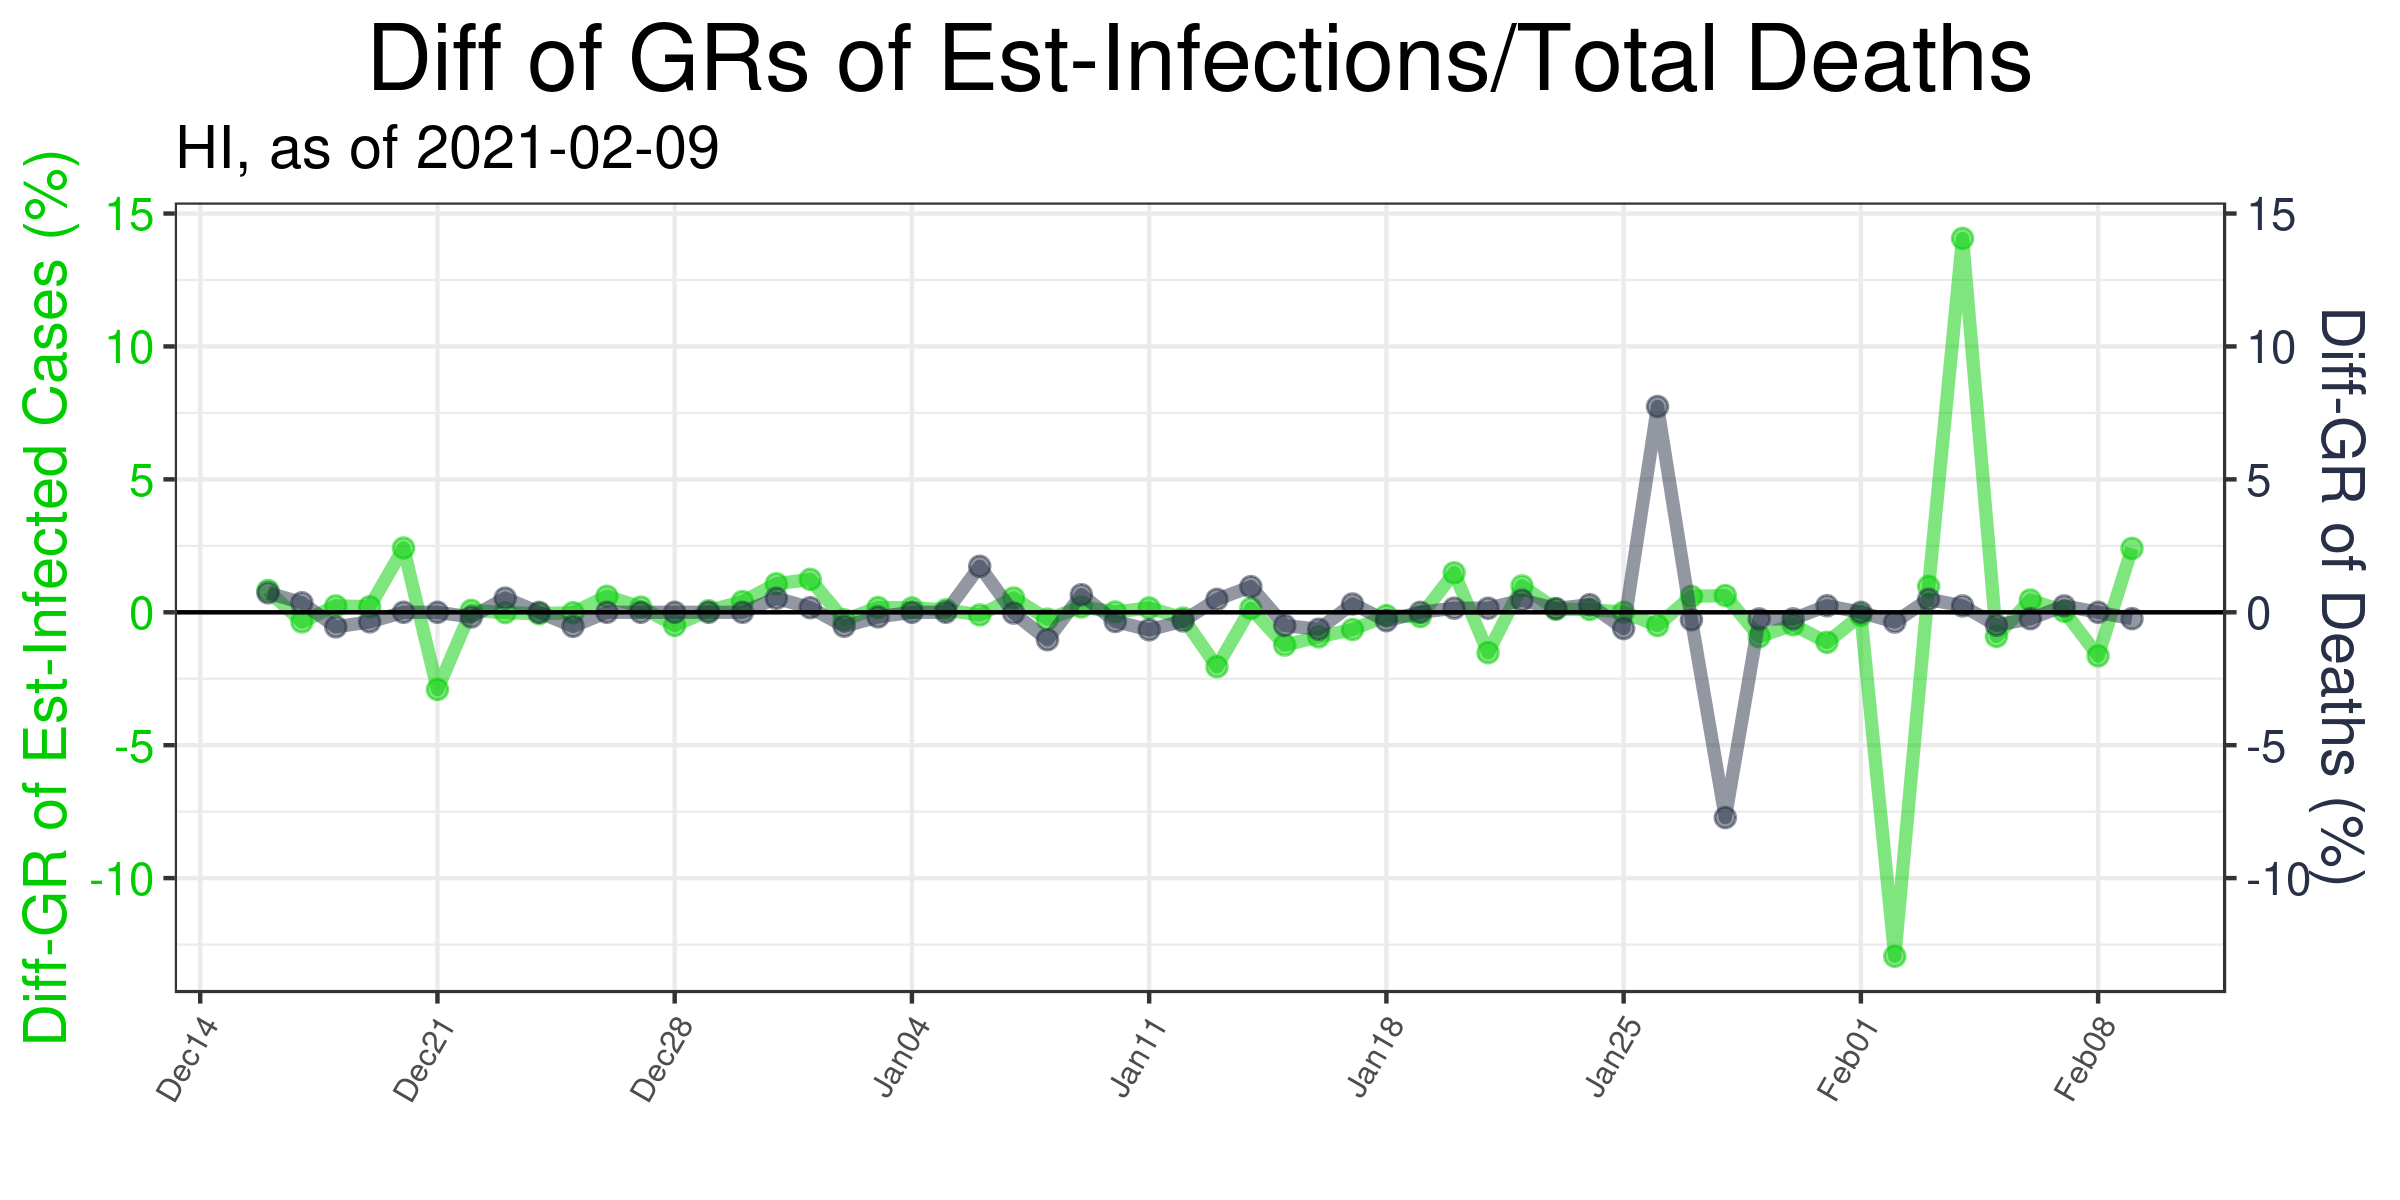 Diff of GRs of Est-Infections/Total Deaths
HI, as of 2021-02-09
Diff-GR of Est-Infected Cases (%)
15
10
5
0
-5
-10
15
10
5
0
-5
-10
Diff-GR of Deaths (%)
Dec14
Dec21
Dec28
Jan04
Jan11
Jan18
Jan25
Feb01
Feb08